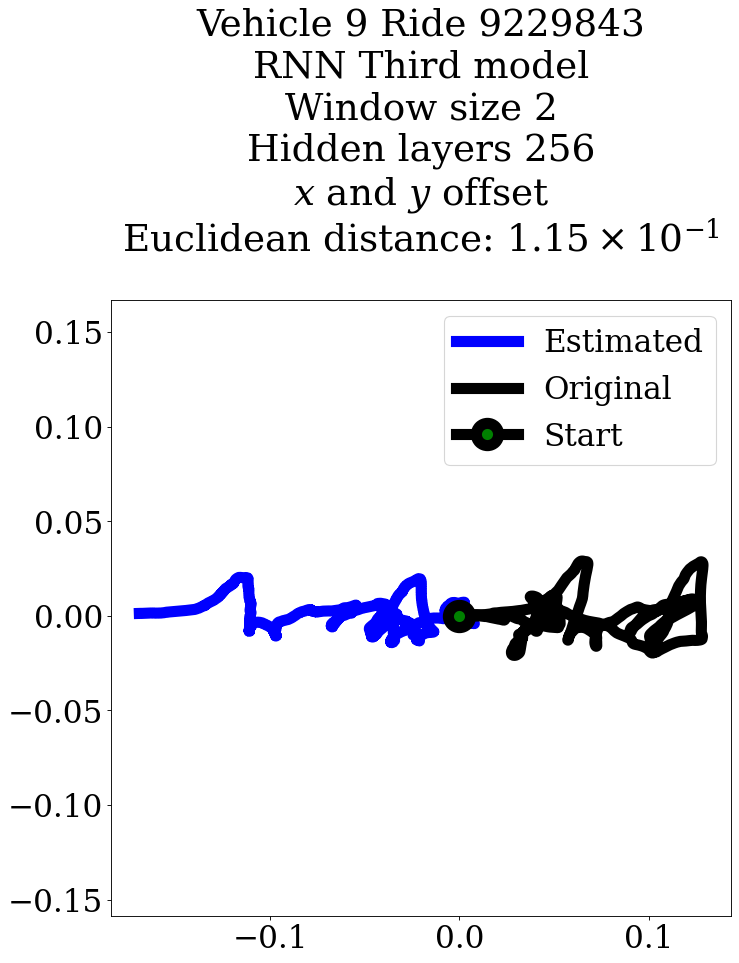 Vehicle 9 Ride 9229843
RNN Third model
Window size 2
Hidden layers 256
x and y offset
Euclidean distance: 1.15 × 10⁻¹
Estimated
Original
Start
0.15
0.10
0.05
0.00
−0.05
−0.10
−0.15
−0.1 0.0 0.1